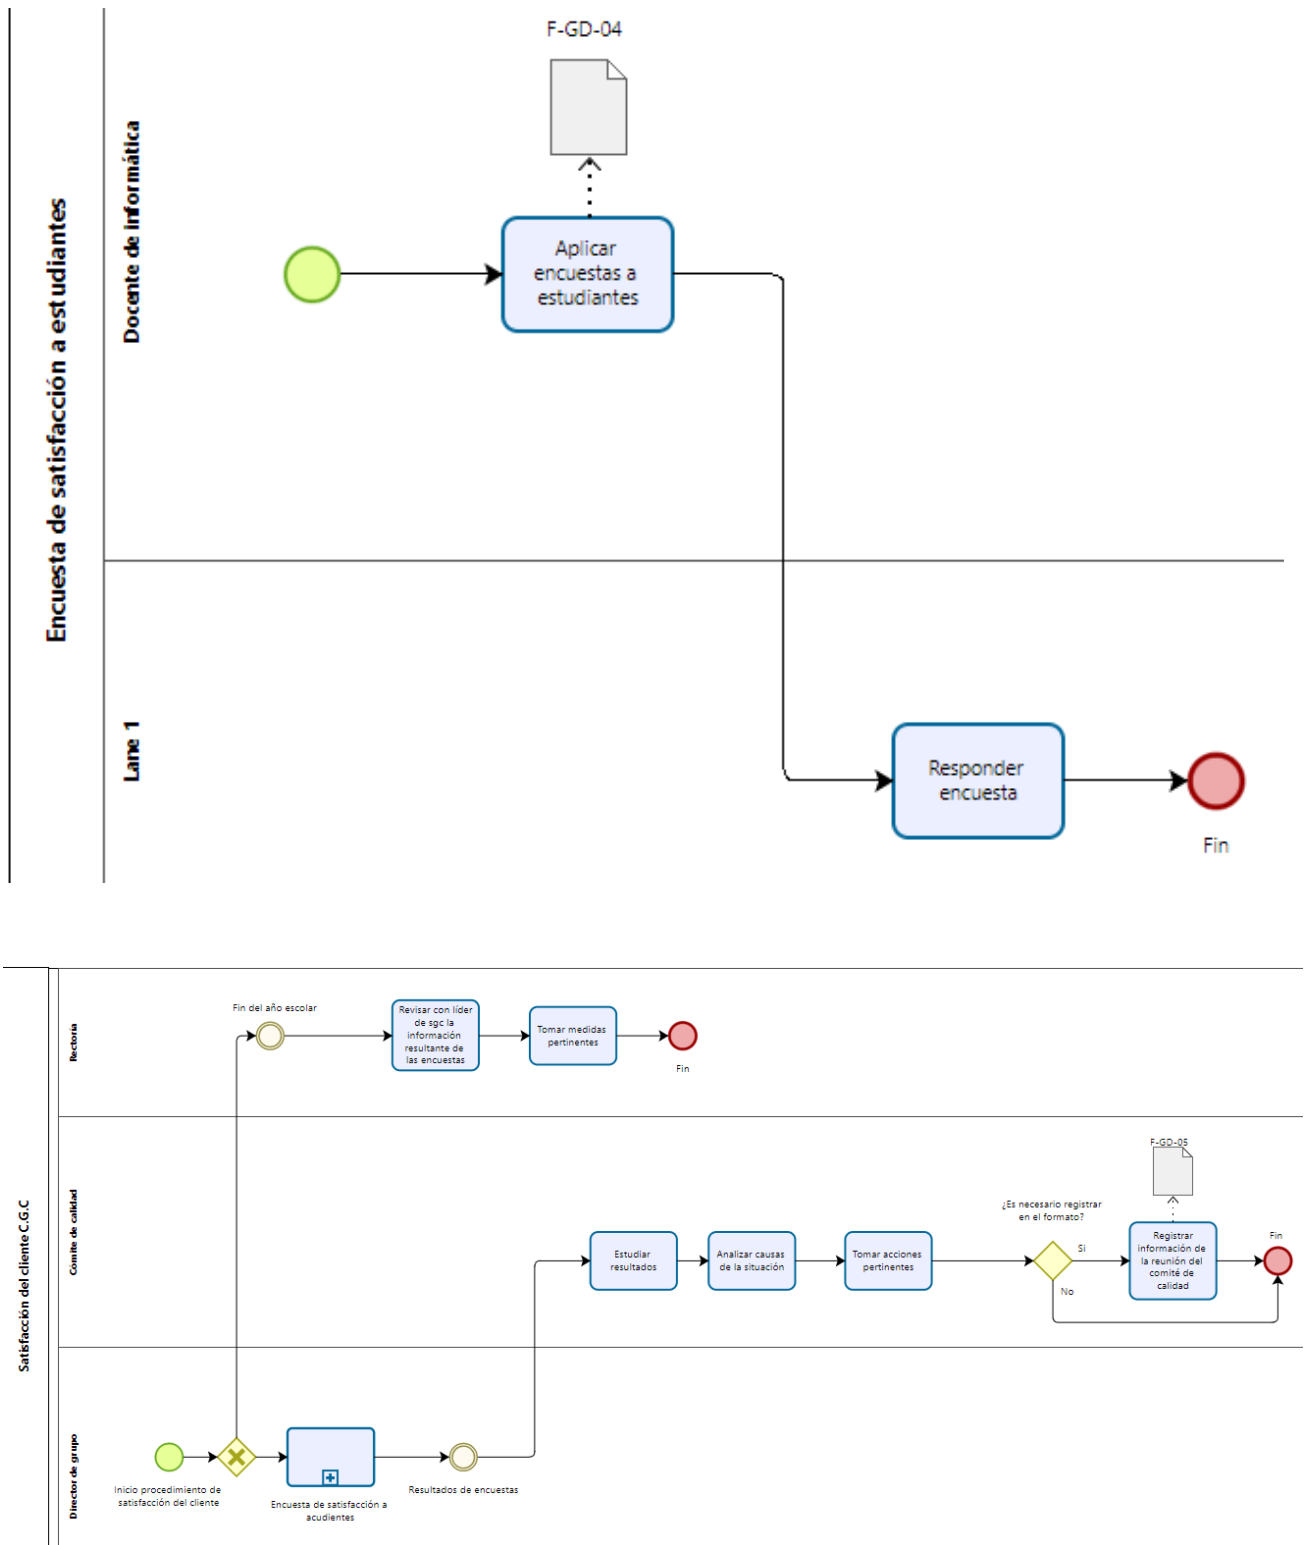 F-GD-04
Encuesta de satisfacción a estudiantes
Docente de informática
Aplicar
encuestas a
estudiantes
Lane 1
Responder
encuesta
Fin
Satisfacción del cliente C.G.C
Rectoría
Fin del año escolar
Revisar con líder
de sgc la
información
resultante de
las encuestas
Tomar medidas
pertinentes
Fin
Comite de calidad
F-GD-05
¿Es necesario registrar
en el formato?
Estudiar
resultados
Analizar causas
de la situación
Tomar acciones
pertinentes
Si
No
Registrar
información de
la reunión del
comité de
calidad
Fin
Director de grupo
Inicio procedimiento de
satisfacción del cliente
Encuesta de satisfacción a
acudientes
Resultados de encuestas